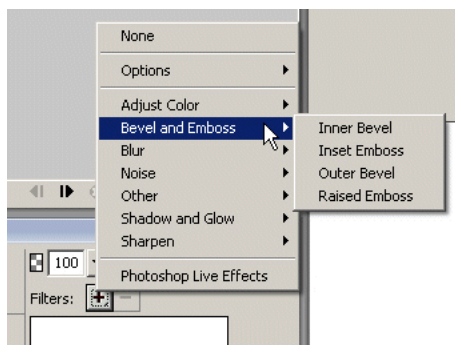 None
Options
Adjust Color
Bevel and Emboss
Inner Bevel
Blur
Inset Emboss
Noise
Outer Bevel
Other
Raised Emboss
Shadow and Glow
Sharpen
Photoshop Live Effects
100
Filters: